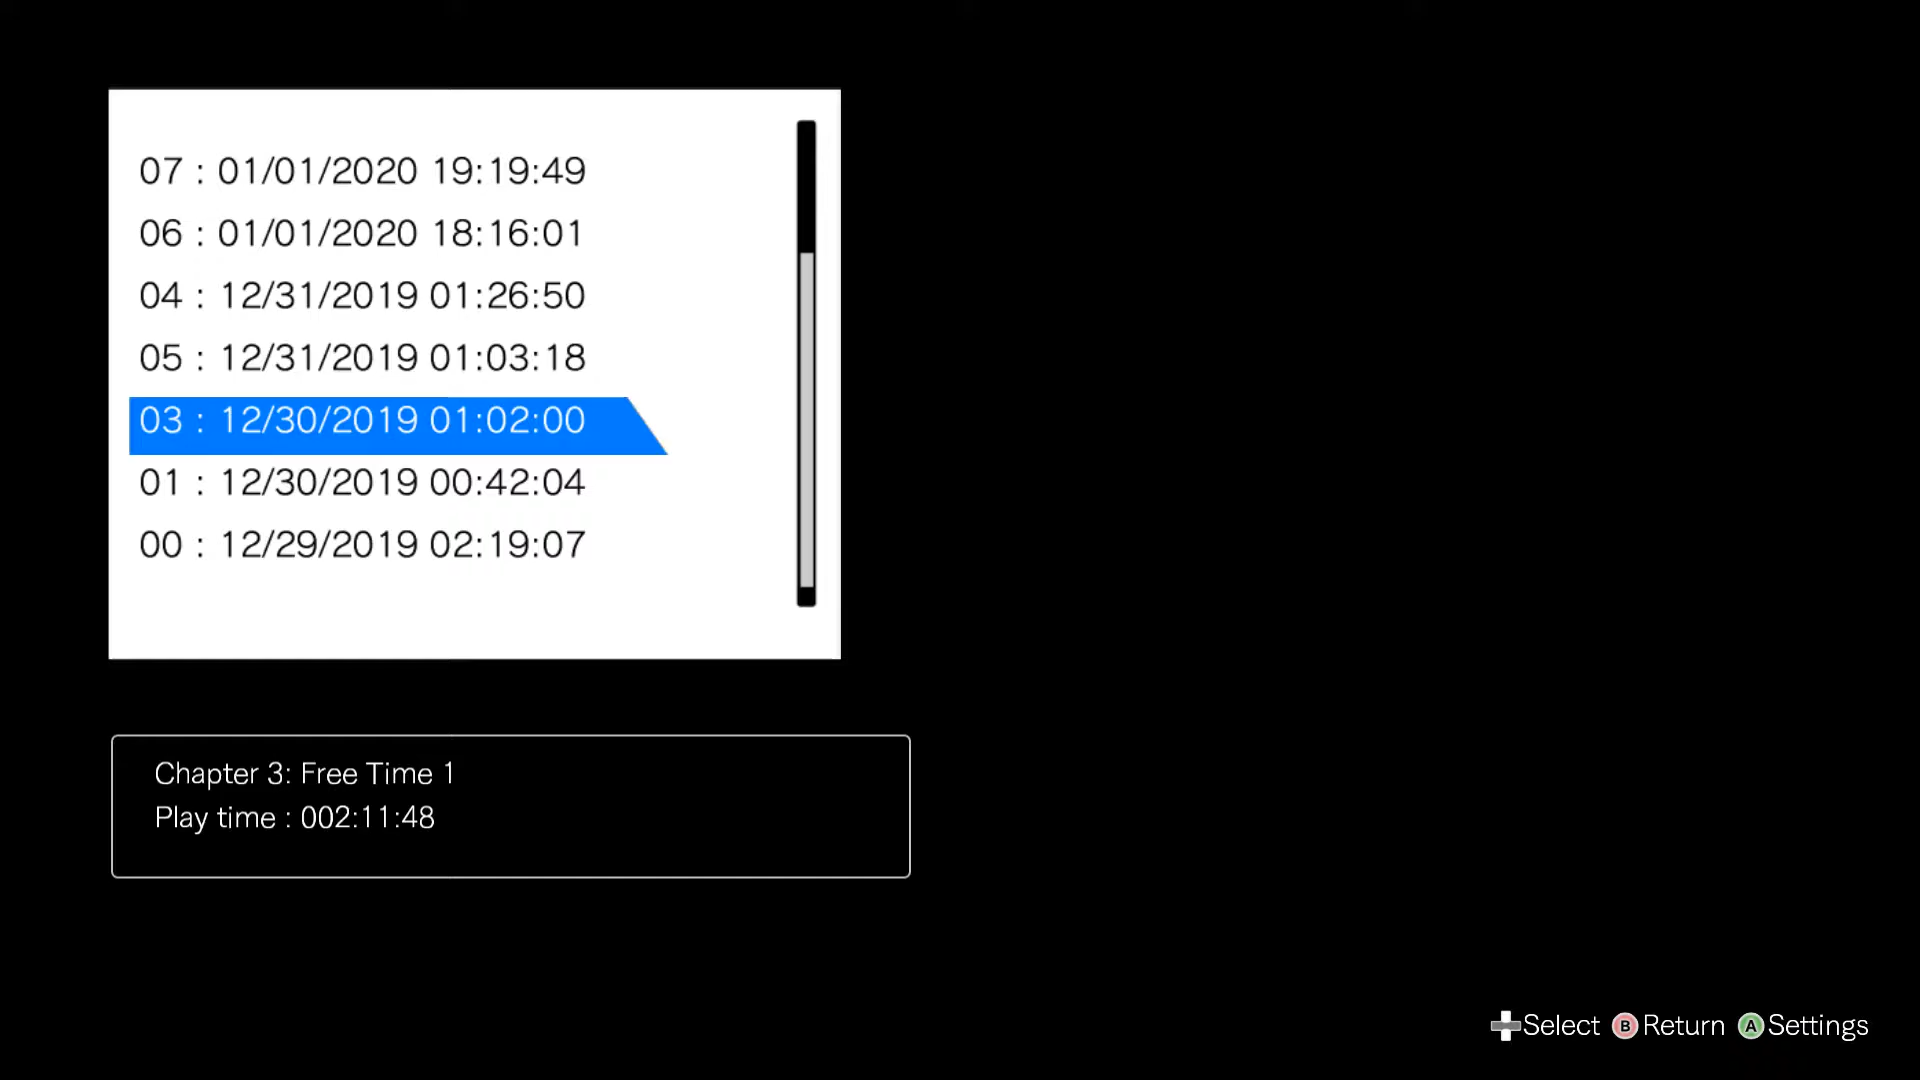 07 : 01/01/2020 19:19:49
06 : 01/01/2020 18:16:01
04 : 12/31/2019 01:26:50
05 : 12/31/2019 01:03:18
03 : 12/30/2019 01:02:00
01 : 12/30/2019 00:42:04
00 : 12/29/2019 02:19:07
Chapter 3: Free Time 1
Play time : 002:11:48
Select B Return A Settings